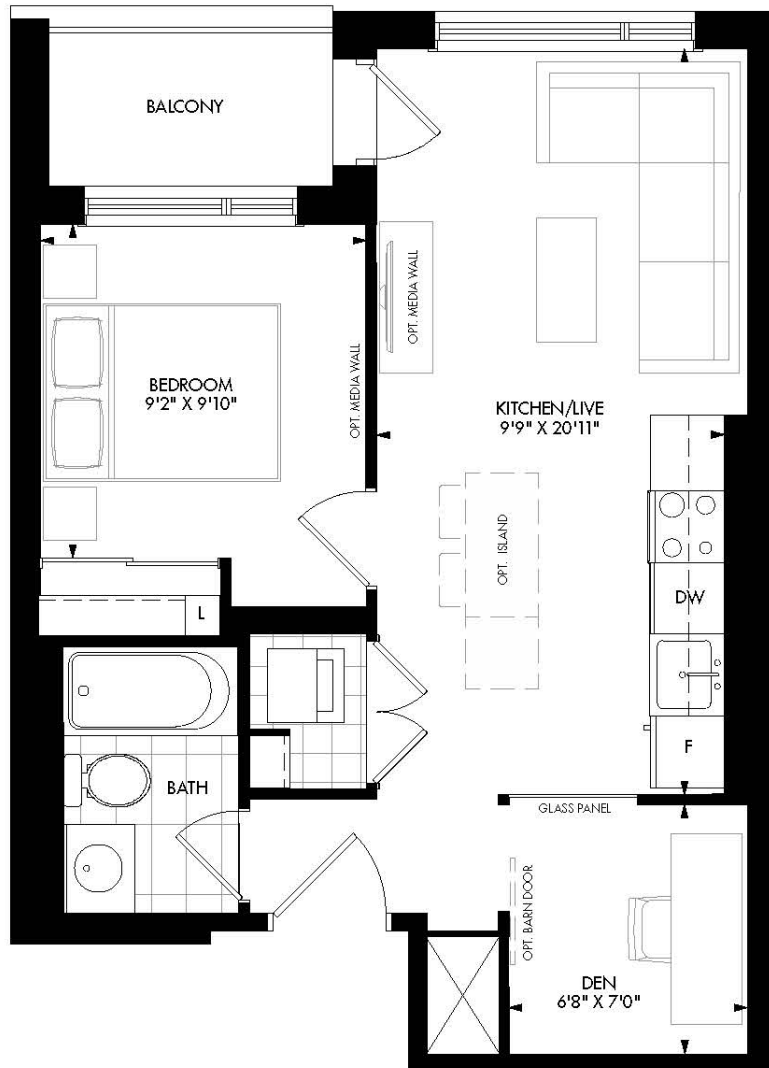 BALCONY
OPT. MEDIA WALL
BEDROOM
9'2" X 9'10"
OPT. MEDIA WALL
KITCHEN/LIVE
9'9" X 20'11"
OPT. ISLAND
L
DW
F
BATH
GLASS PANEL
OPT. BARN DOOR
DEN
6'8" X 7'0"